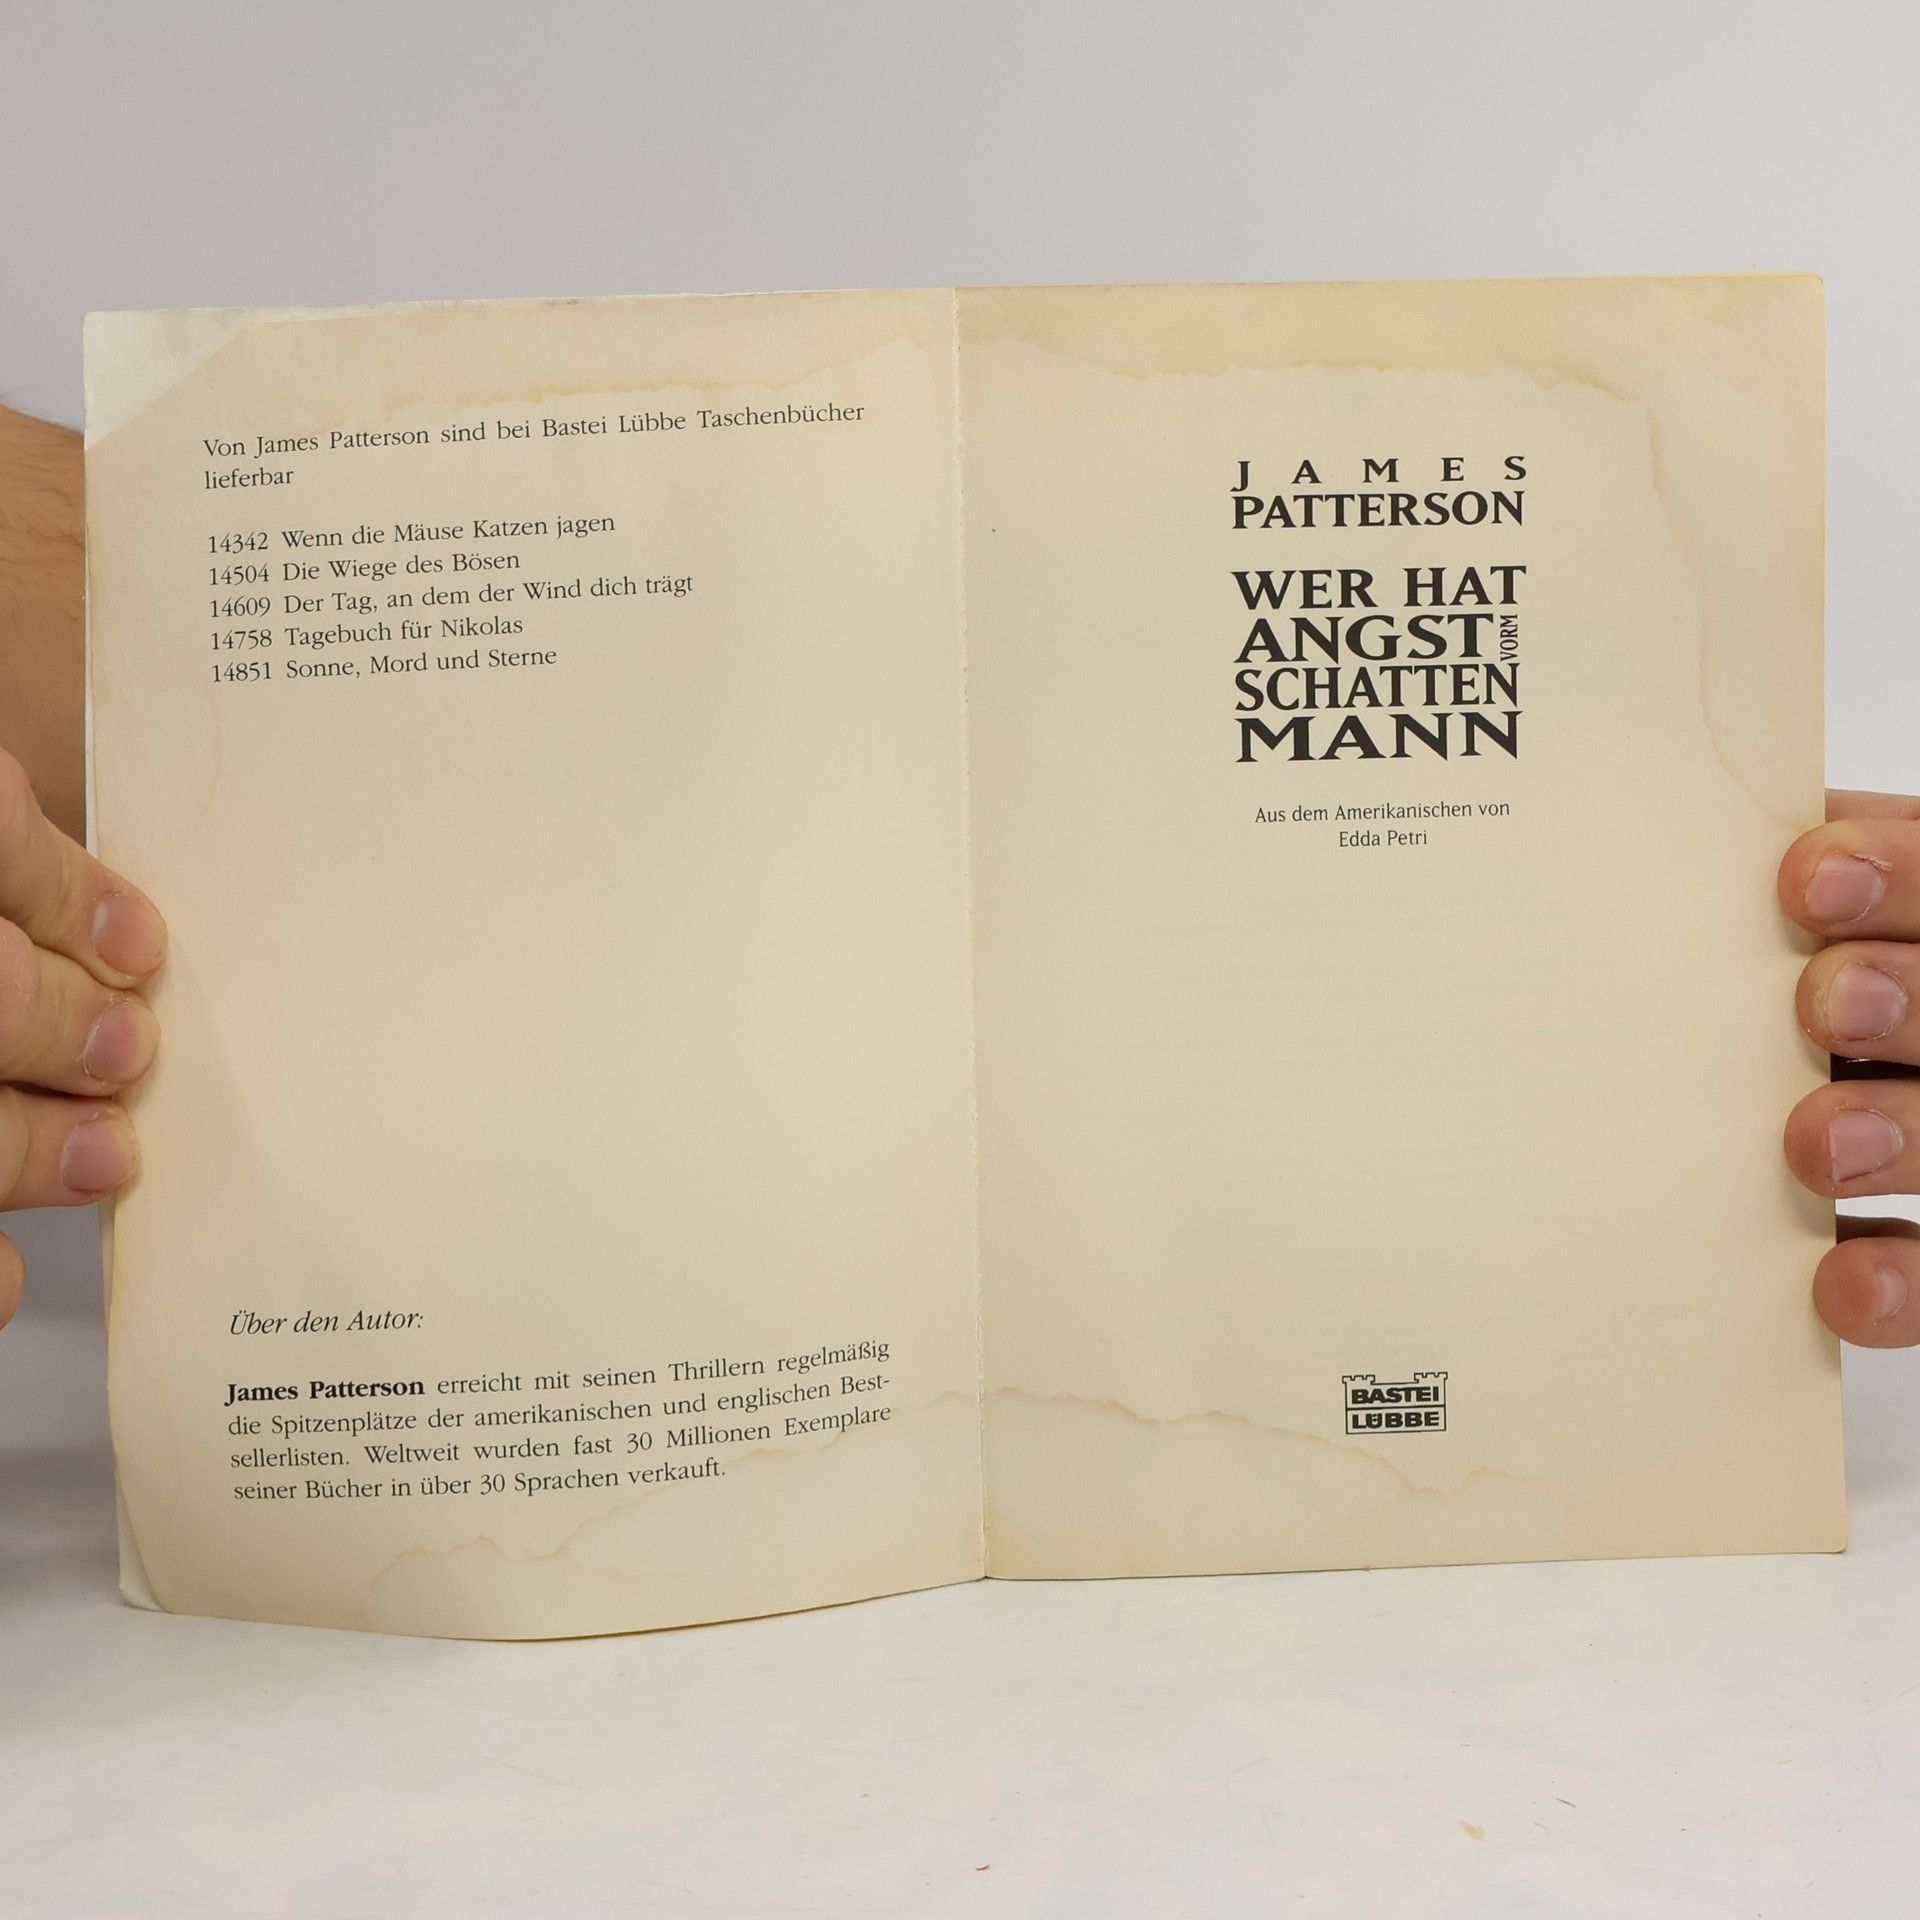 Von James Patterson sind bei Bastei Lübbe Taschenbücher
lieferbar
14342 Wenn die Mäuse Katzen jagen
14504 Die Wiege des Bösen
14609 Der Tag, an dem der Wind dich trägt
14758 Tagebuch für Nikolas
14851 Sonne, Mord und Sterne
Über den Autor:
James Patterson erreicht mit seinen Thrillern regelmäßig
die Spitzenplätze der amerikanischen und englischen Best-
sellerlisten. Weltweit wurden fast 30 Millionen Exemplare
seiner Bücher in über 30 Sprachen verkauft.
JAMES
PATTERSON
WER HAT
ANGST VORM
SCHATTEN
MANN
Aus dem Amerikanischen von
Edda Petri
BASTEI
LÜBBE